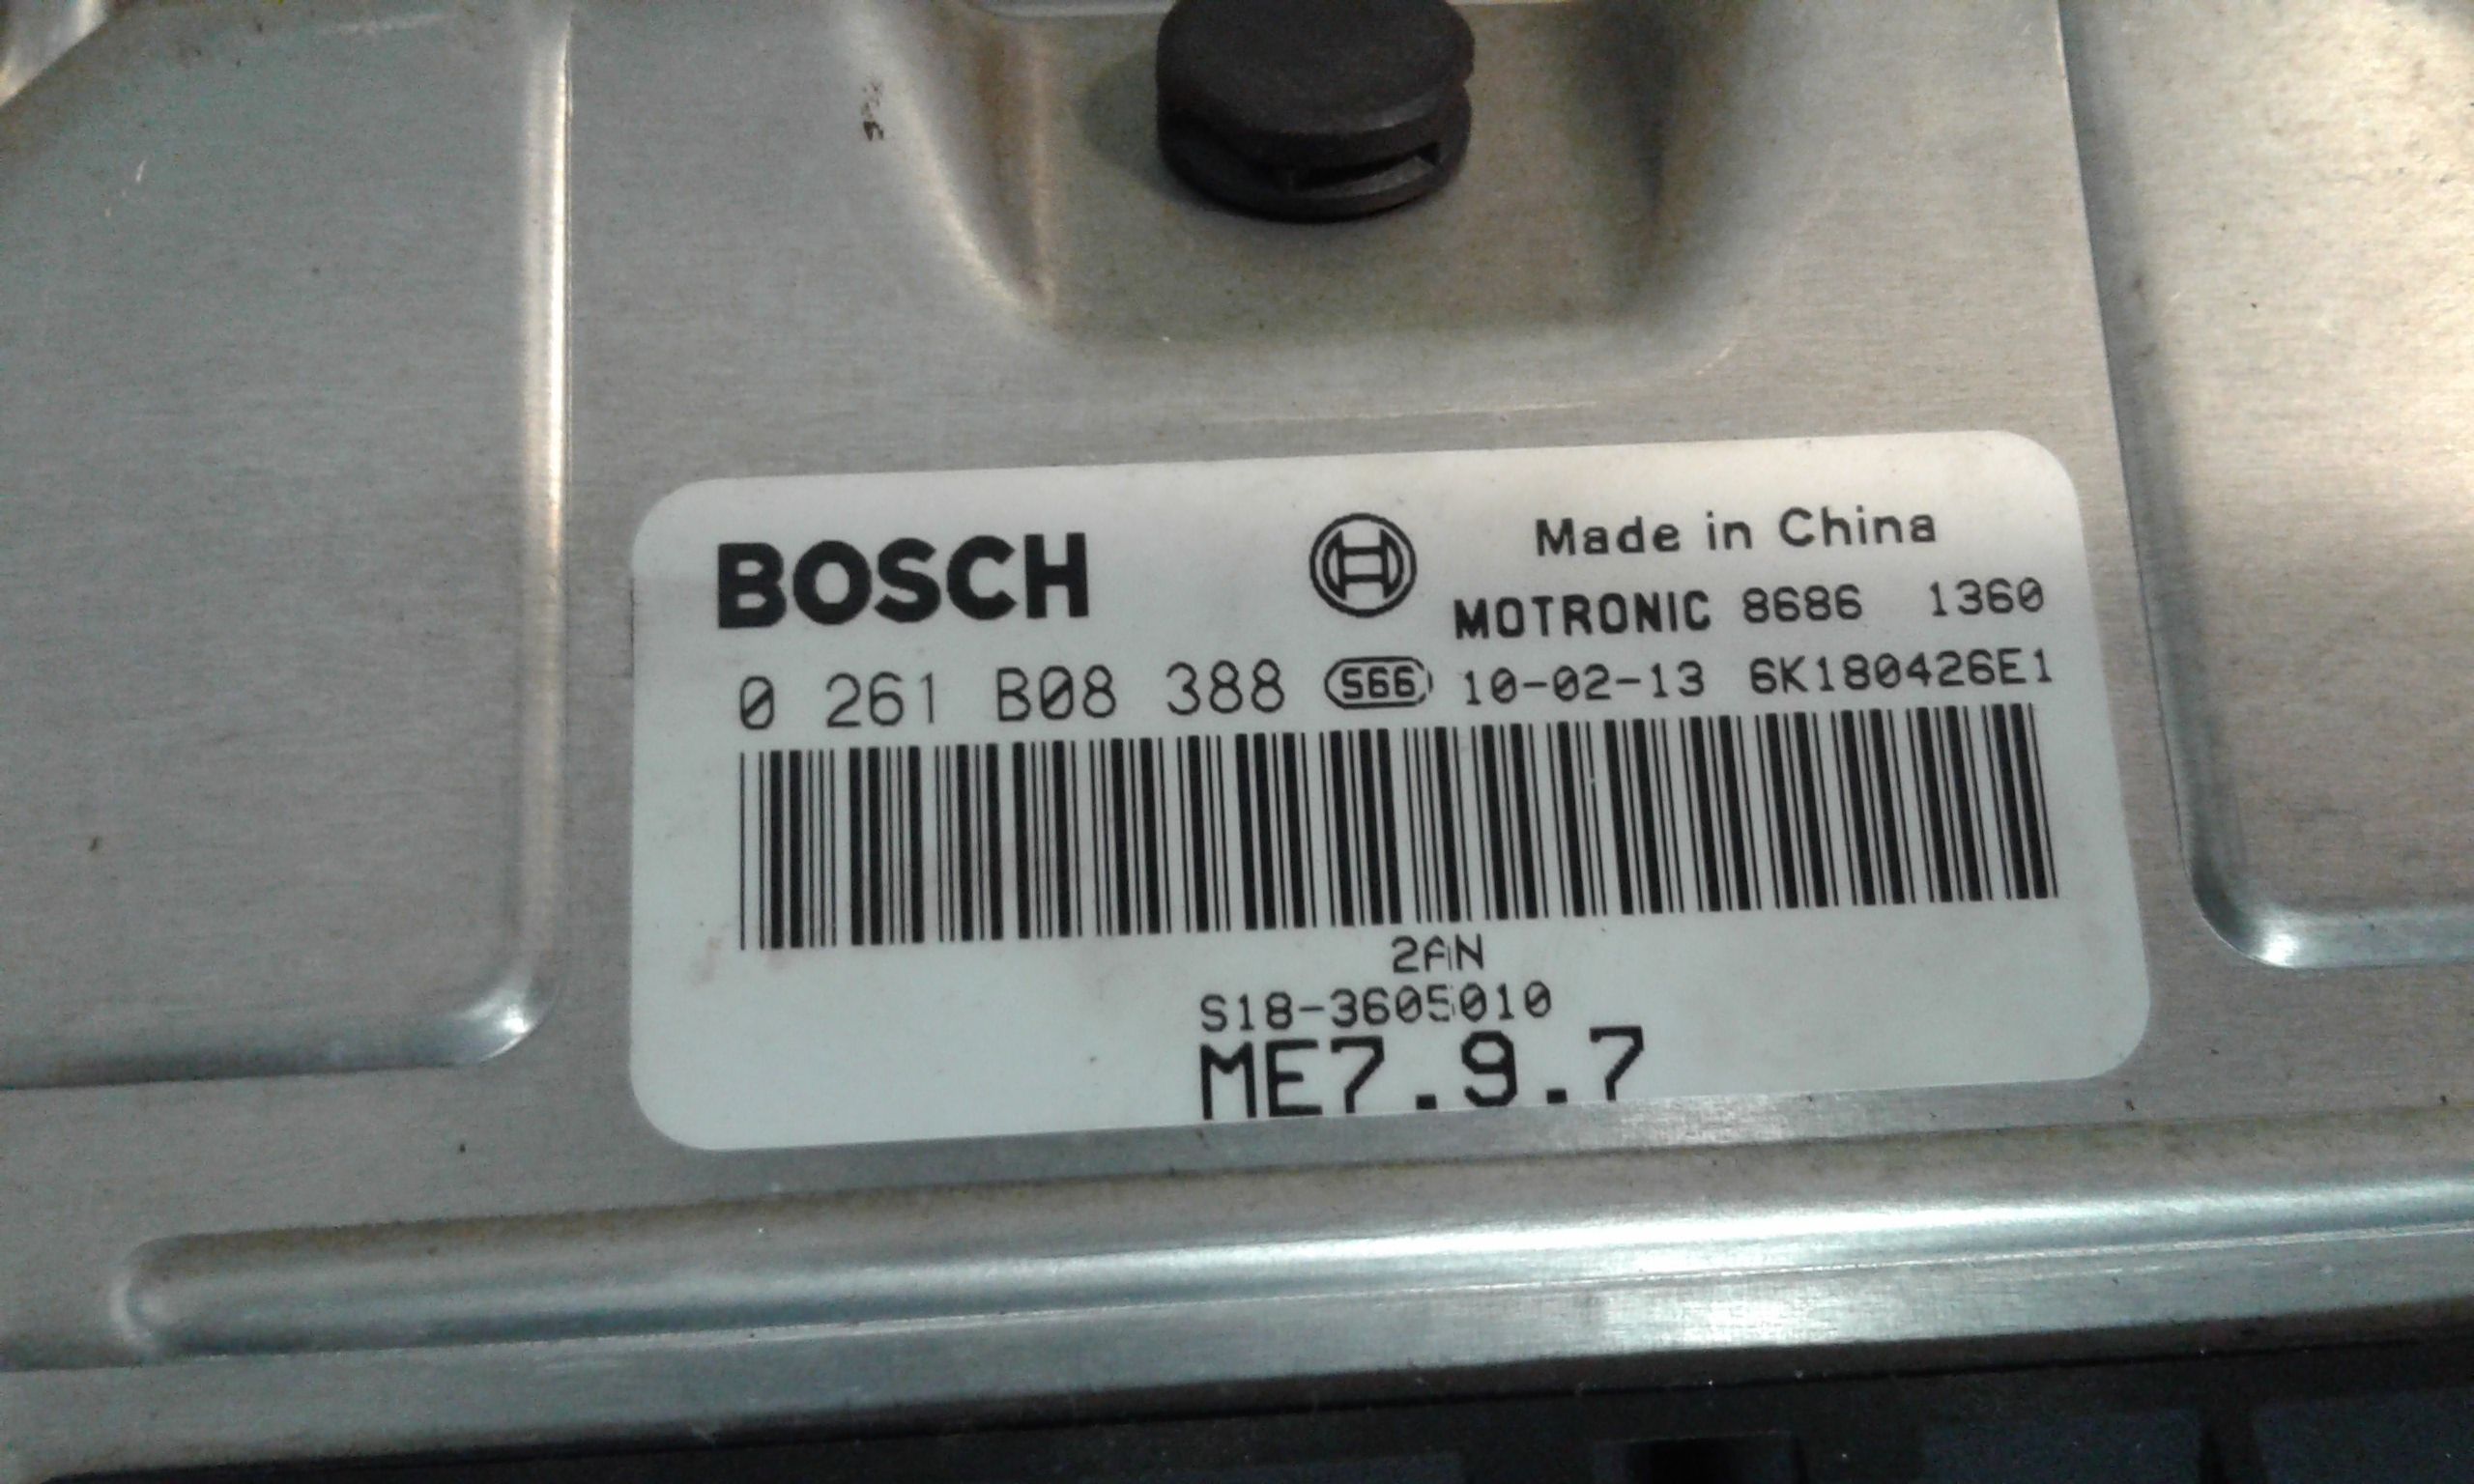 BOSCH
Made in China
MOTRONIC 8686 1360
0 261 B08 388 S66 10-02-13 6K180426E1
2AN
S18-3605010
ME7.9.7